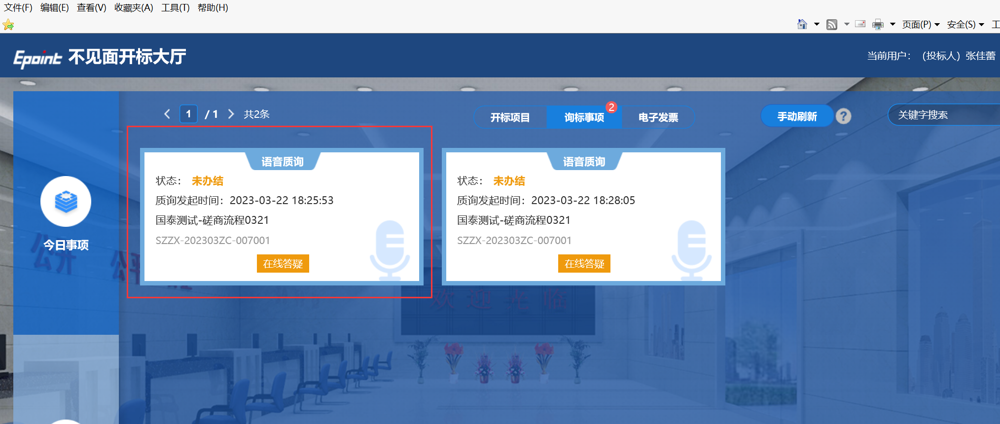 文件(F) 编辑(E) 查看(V) 收藏夹(A) 工具(T) 帮助(H)
页面(P) 安全(S) 工
Epoint 不见面开标大厅
当前用户： （投标人）张佳蕾
1 / 1 共2条
开标项目 询标事项 2 电子发票
手动刷新 ?
关键字搜索
今日事项
语音质询
状态： 未办结
质询发起时间：2023-03-22 18:25:53
国泰测试-磋商流程0321
SZZX-202303ZC-007001
在线答疑
语音质询
状态： 未办结
质询发起时间：2023-03-22 18:28:05
国泰测试-磋商流程0321
SZZX-202303ZC-007001
在线答疑
公开 公平
欢迎光临